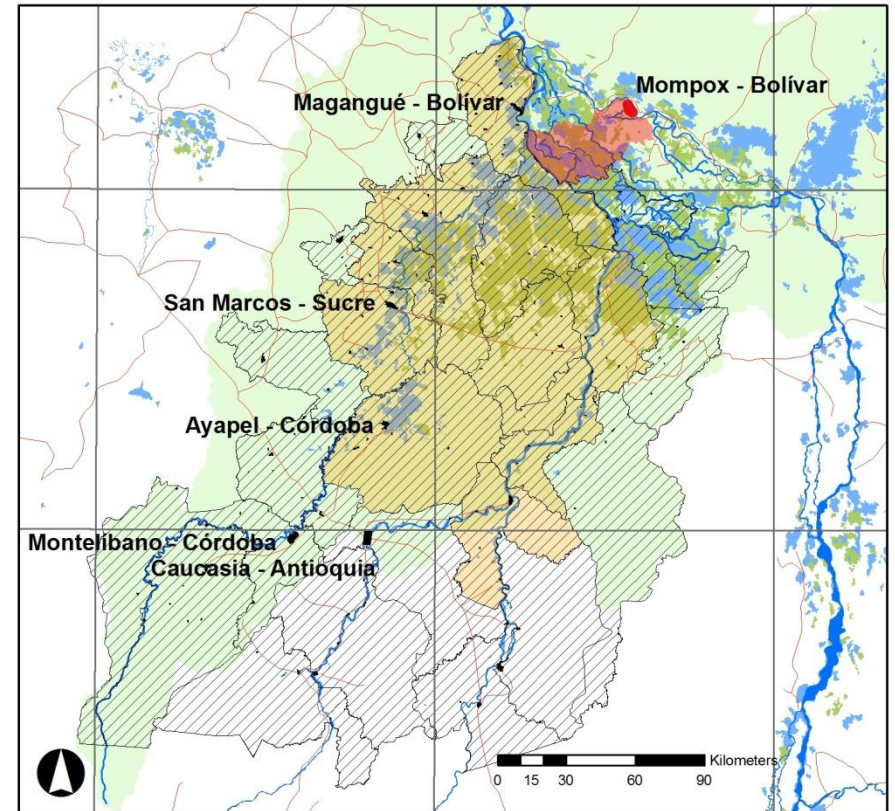 Mompox - Bolívar
Magangué - Bolívar
San Marcos - Sucre
Ayapel - Córdoba
Montelíbano - Córdoba
Caucasia - Antioquia
Kilometers
0 15 30 60 90